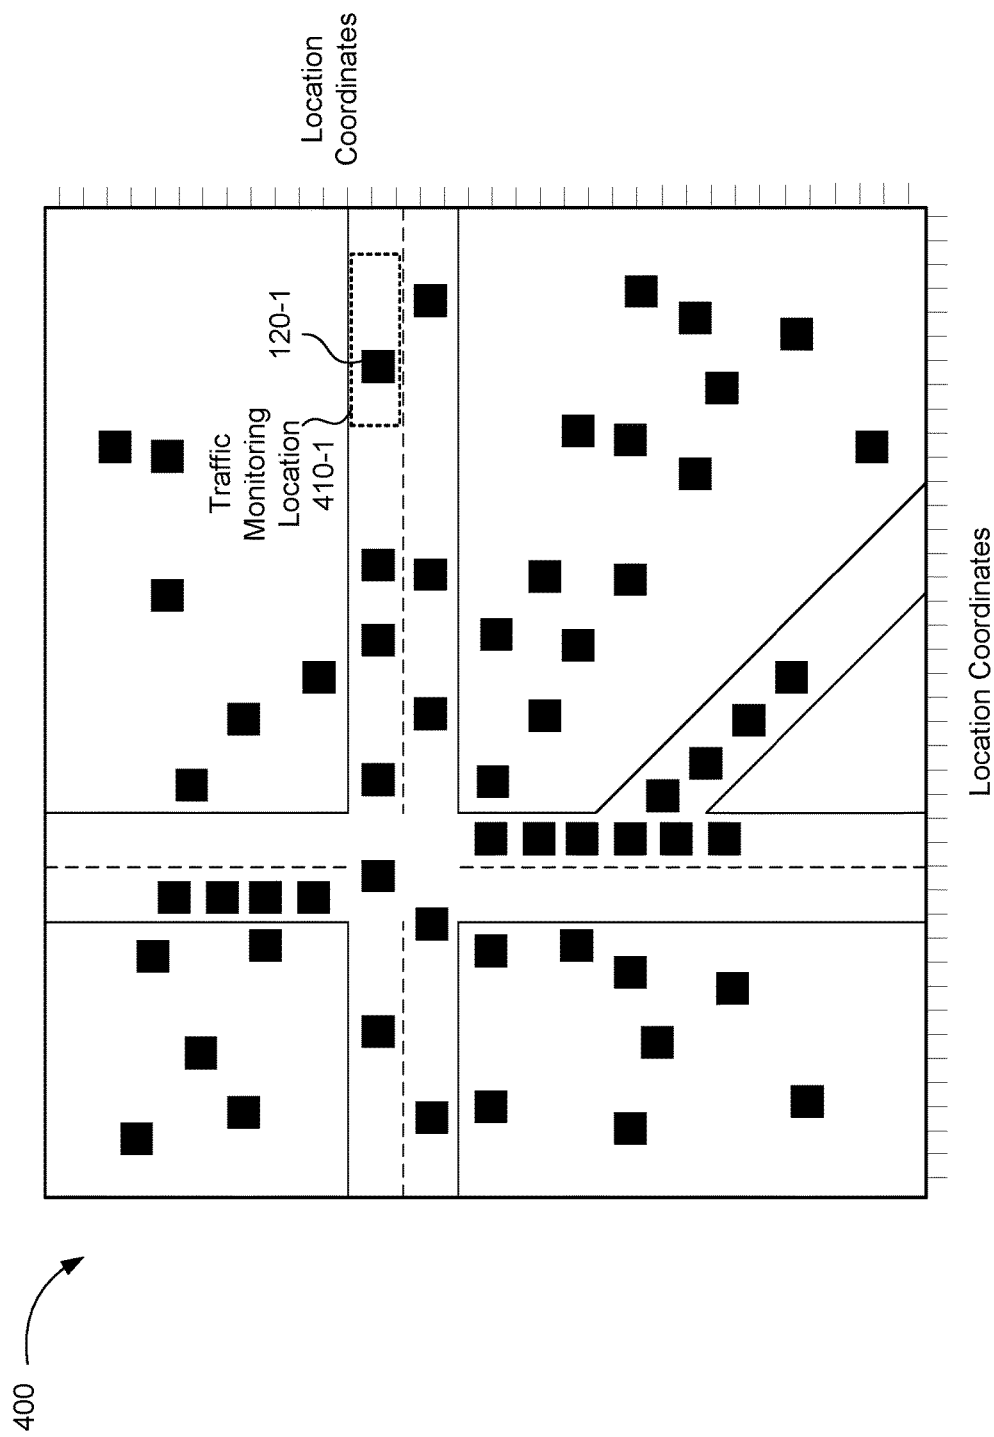 400
Traffic
Monitoring
Location
410-1
120-1
Location
Coordinates
Location Coordinates